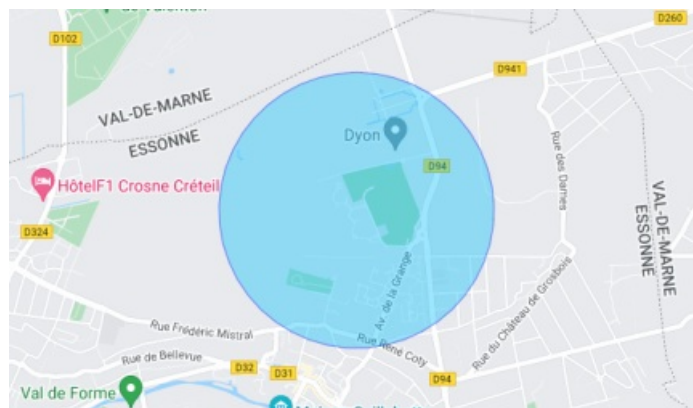 de Valenton
D260
D102
D941
VAL-DE-MARNE
ESSONNE
Dyon
D94
Rue des Dames
HôtelF1 Crosne Créteil
VAL-DE-MARNE
ESSONNE
D324
Av. de la Grange
Rue du Château de Grosbois
Rue Frédéric Mistral
Rue René Coty
Rue de Bellevue
D32
D31
D94
Val de Forme